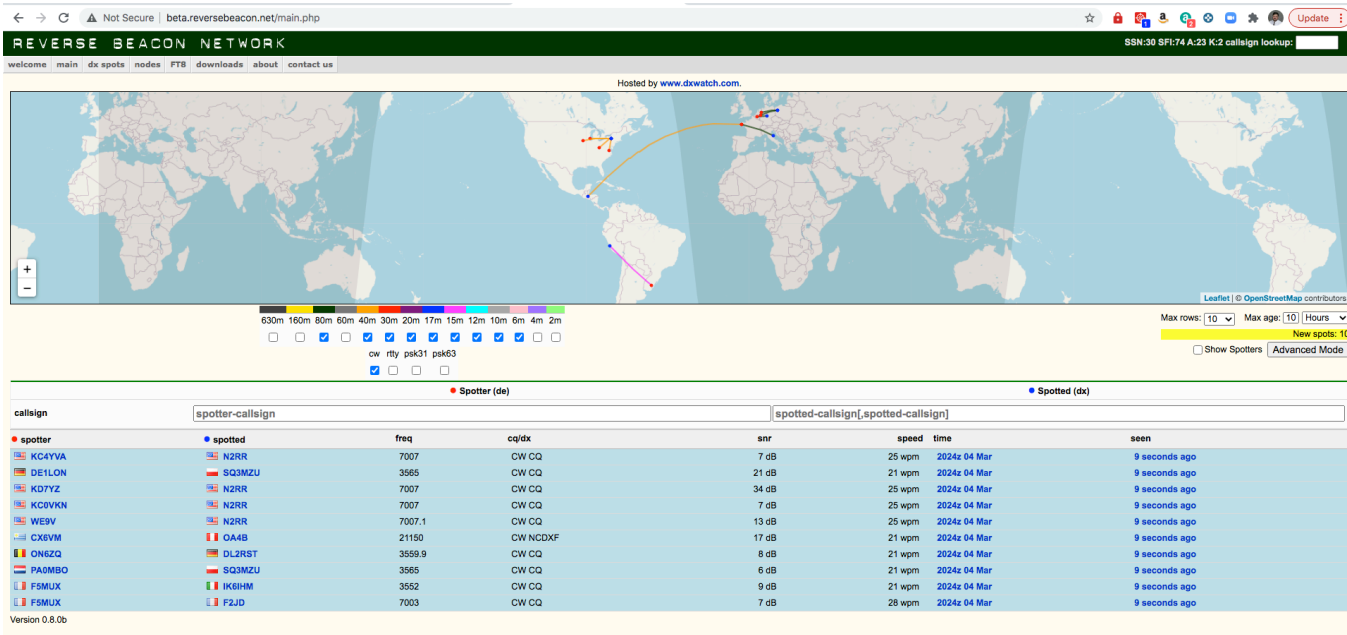 Not Secure | beta.reversebeacon.net/main.php
Update
REVERSE BEACON NETWORK
SSN:30 SFI:74 A:23 K:2 callsign lookup:
welcome main dx spots nodes FT8 downloads about contact us
Hosted by www.dxwatch.com.
+
−
Leaflet | © OpenStreetMap contributors
630m 160m 80m 60m 40m 30m 20m 17m 15m 12m 10m 6m 4m 2m
Max rows: 10 Max age: 10 Hours
New spots: 10
cw rtty psk31 psk63
Show Spotters Advanced Mode
Spotter (de) Spotted (dx)
callsign spotter-callsign spotted-callsign[,spotted-callsign]
spotter spotted freq cq/dx snr speed time seen
KC4YVA N2RR 7007 CW CQ 7 dB 25 wpm 2024z 04 Mar 9 seconds ago
DE1LON SQ3MZU 3565 CW CQ 21 dB 21 wpm 2024z 04 Mar 9 seconds ago
KD7YZ N2RR 7007 CW CQ 34 dB 25 wpm 2024z 04 Mar 9 seconds ago
KC0VKN N2RR 7007 CW CQ 7 dB 25 wpm 2024z 04 Mar 9 seconds ago
WE9V N2RR 7007.1 CW CQ 13 dB 25 wpm 2024z 04 Mar 9 seconds ago
CX6VM OA4B 21150 CW NCDXF 17 dB 21 wpm 2024z 04 Mar 9 seconds ago
ON6ZQ DL2RST 3559.9 CW CQ 8 dB 21 wpm 2024z 04 Mar 9 seconds ago
PA0MBO SQ3MZU 3565 CW CQ 6 dB 21 wpm 2024z 04 Mar 9 seconds ago
F5MUX IK6IHM 3552 CW CQ 9 dB 21 wpm 2024z 04 Mar 9 seconds ago
F5MUX F2JD 7003 CW CQ 7 dB 28 wpm 2024z 04 Mar 9 seconds ago
Version 0.8.0b